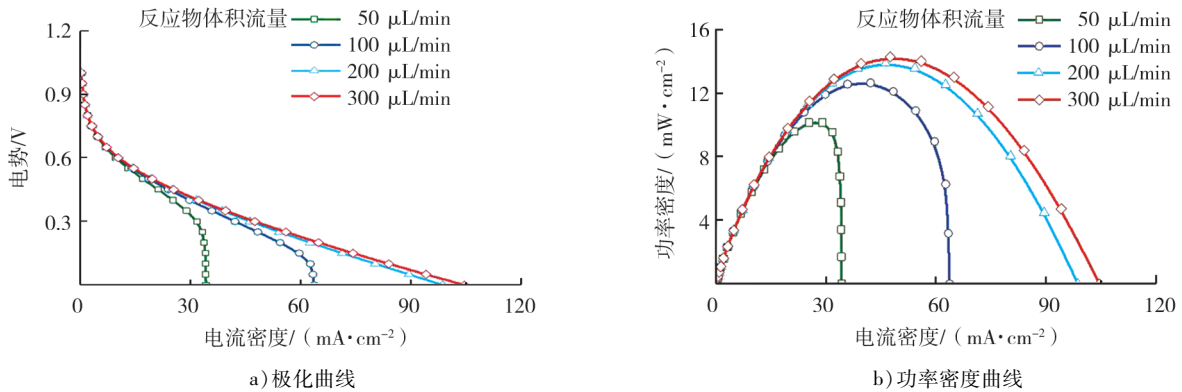 反应物体积流量
50 μL/min
100 μL/min
200 μL/min
300 μL/min
1.2
0.9
0.6
0.3
电势/V
0
30
60
90
120
电流密度/(mA·cm⁻²)
a)极化曲线
反应物体积流量
50 μL/min
100 μL/min
200 μL/min
300 μL/min
16
12
8
4
功率密度/(mW·cm⁻²)
0
30
60
90
120
电流密度/(mA·cm⁻²)
b)功率密度曲线